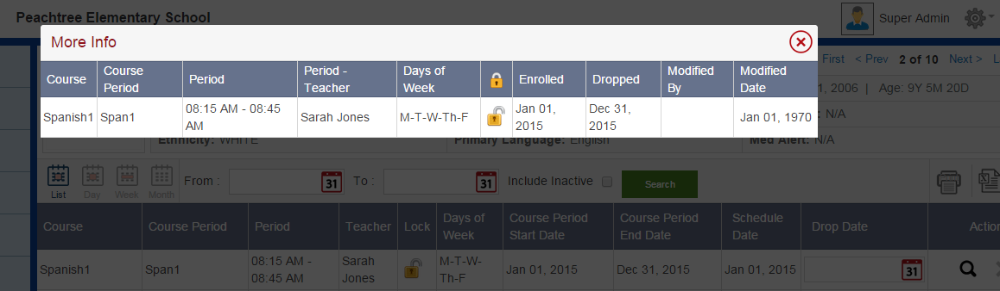 Peachtree Elementary School
Super Admin
More Info
First < Prev 2 of 10 Next > L
Course
Course Period
Period
Period - Teacher
Days of Week
Enrolled
Dropped
Modified By
Modified Date
1, 2006 | Age: 9Y 5M 20D
Spanish1
Span1
08:15 AM - 08:45 AM
Sarah Jones
M-T-W-Th-F
Jan 01, 2015
Dec 31, 2015
Jan 01, 1970
: N/A
Ethnicity: WHITE
Primary Language: English
Med Alert: N/A
List
Day
Week
Month
From :
31
To :
31
Include Inactive
Search
Course
Course Period
Period
Teacher
Lock
Days of Week
Course Period Start Date
Course Period End Date
Schedule Date
Drop Date
Action
Spanish1
Span1
08:15 AM - 08:45 AM
Sarah Jones
M-T-W-Th-F
Jan 01, 2015
Dec 31, 2015
Jan 01, 2015
31